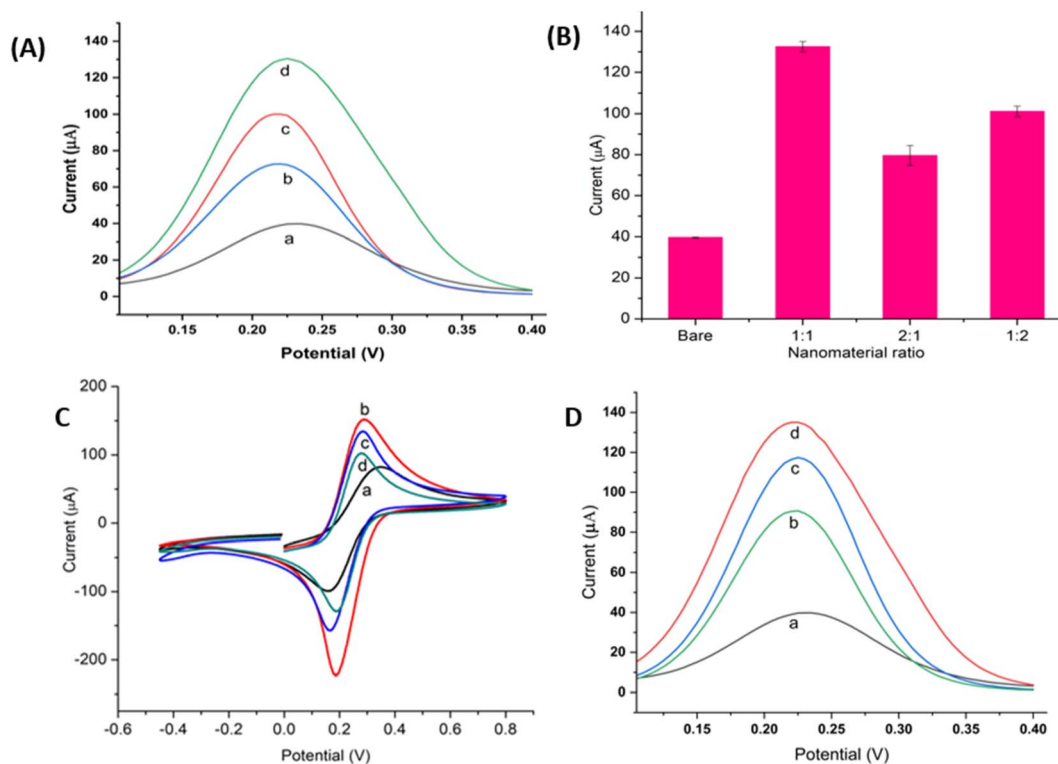 (A)
140
120
100
80
60
40
20
0
Current (µA)
d
c
b
a
0.15
0.20
0.25
0.30
0.35
0.40
Potential (V)
(B)
140
120
100
80
60
40
20
0
Current (µA)
Bare
1:1
2:1
1:2
Nanomaterial ratio
C
200
100
0
-100
-200
Current (µA)
b
c
d
a
-0.6
-0.4
-0.2
0.0
0.2
0.4
0.6
0.8
Potential (V)
D
140
120
100
80
60
40
20
0
Current (µA)
d
c
b
a
0.15
0.20
0.25
0.30
0.35
0.40
Potential (V)